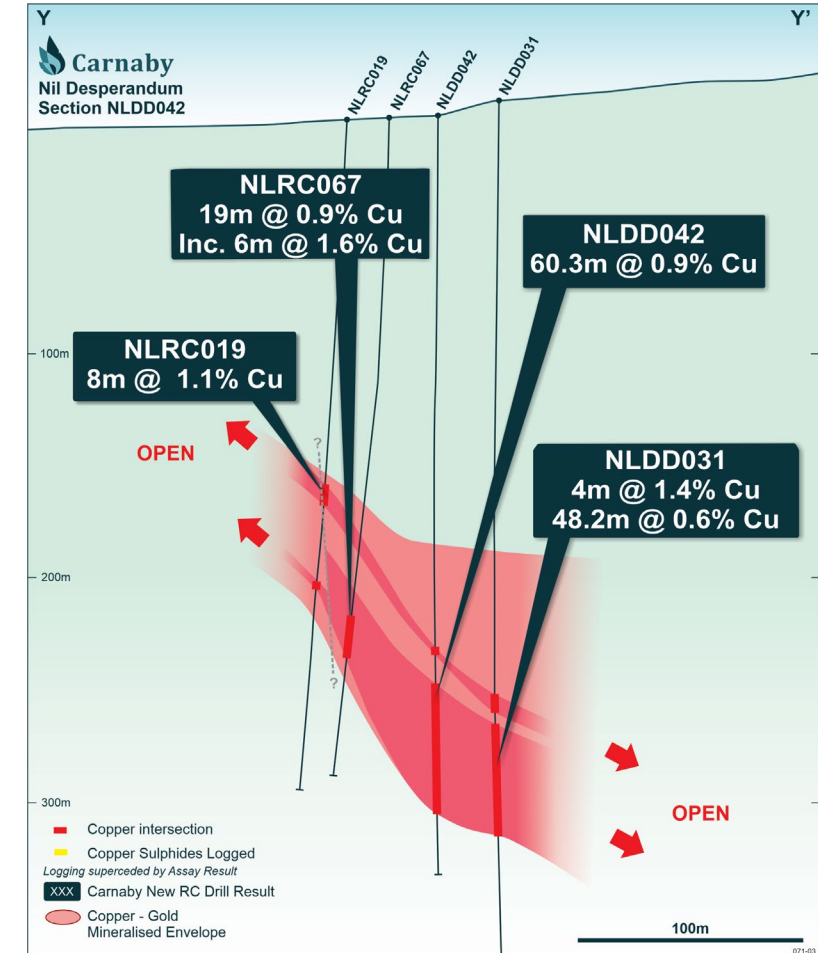 Y
Y'
Carnaby
Nil Desperandum
Section NLDD042
NLRC019
NLRC067
NLDD042
NLDD031
NLRC067
19m @ 0.9% Cu
Inc. 6m @ 1.6% Cu
NLDD042
60.3m @ 0.9% Cu
100m
NLRC019
8m @ 1.1% Cu
OPEN
?
NLDD031
4m @ 1.4% Cu
48.2m @ 0.6% Cu
200m
?
300m
OPEN
Copper intersection
Copper Sulphides Logged
Logging superceded by Assay Result
XXX Carnaby New RC Drill Result
Copper - Gold
Mineralised Envelope
100m
071-03